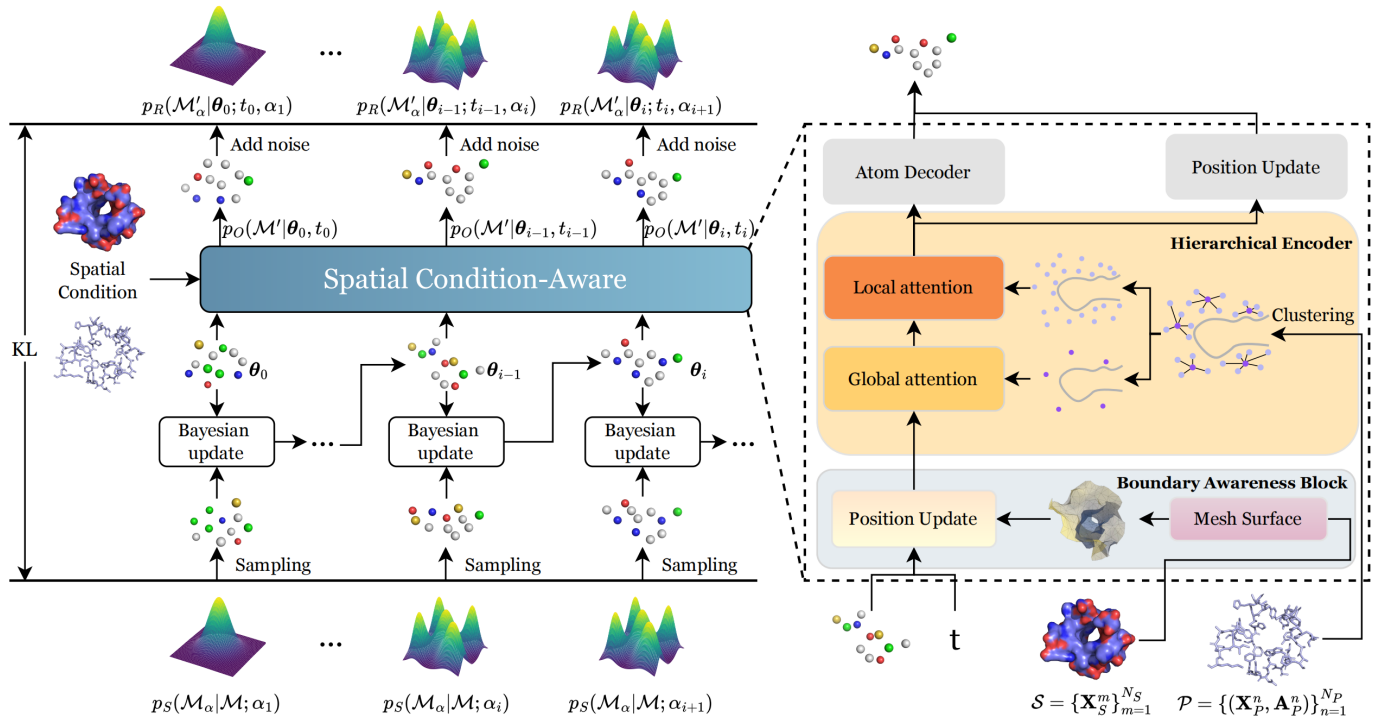 ...
p_R(ℳ'_α|θ_0; t_0, α_1)
p_R(ℳ'_α|θ_{i−1}; t_{i−1}, α_i)
p_R(ℳ'_α|θ_i; t_i, α_{i+1})
Add noise
Add noise
Add noise
p_O(ℳ'|θ_0, t_0)
p_O(ℳ'|θ_{i−1}, t_{i−1})
p_O(ℳ'|θ_i, t_i)
Spatial
Condition
Spatial Condition-Aware
KL
θ_0
θ_{i−1}
θ_i
Bayesian
update
...
Bayesian
update
Bayesian
update
...
Sampling
Sampling
Sampling
...
p_S(ℳ_α|ℳ; α_1)
p_S(ℳ_α|ℳ; α_i)
p_S(ℳ_α|ℳ; α_{i+1})
Atom Decoder
Position Update
Hierarchical Encoder
Local attention
Clustering
Global attention
Boundary Awareness Block
Position Update
Mesh Surface
t
𝒮 = {𝐗_S^m}_{m=1}^{N_S}
𝒫 = {(𝐗_P^n, 𝐀_P^n)}_{n=1}^{N_P}